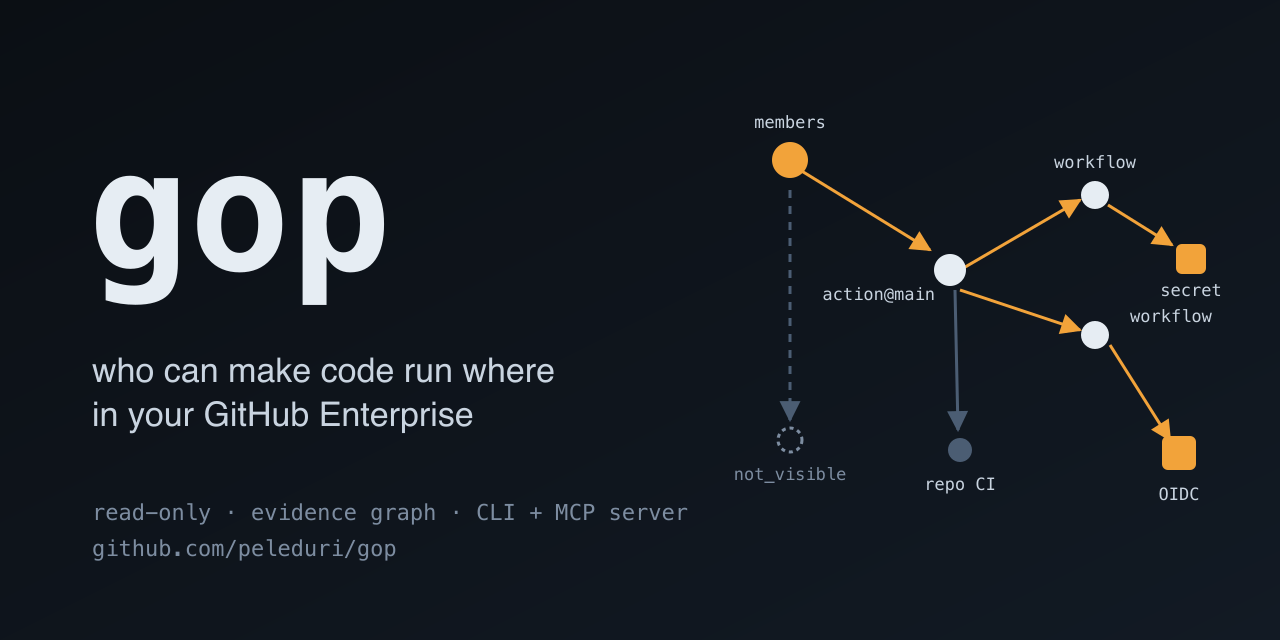 gop
who can make code run where
in your GitHub Enterprise
read-only · evidence graph · CLI + MCP server
github.com/peleduri/gop
members
workflow
action@main
secret
workflow
not_visible
repo CI
OIDC